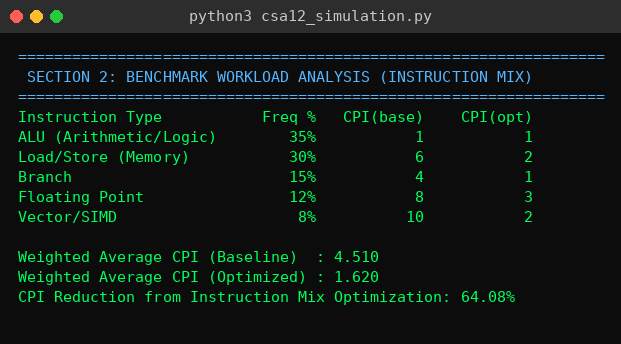 python3 csa12_simulation.py
=================================================================
SECTION 2: BENCHMARK WORKLOAD ANALYSIS (INSTRUCTION MIX)
=================================================================
Instruction Type Freq % CPI(base) CPI(opt)
ALU (Arithmetic/Logic) 35% 1 1
Load/Store (Memory) 30% 6 2
Branch 15% 4 1
Floating Point 12% 8 3
Vector/SIMD 8% 10 2
Weighted Average CPI (Baseline) : 4.510
Weighted Average CPI (Optimized) : 1.620
CPI Reduction from Instruction Mix Optimization: 64.08%